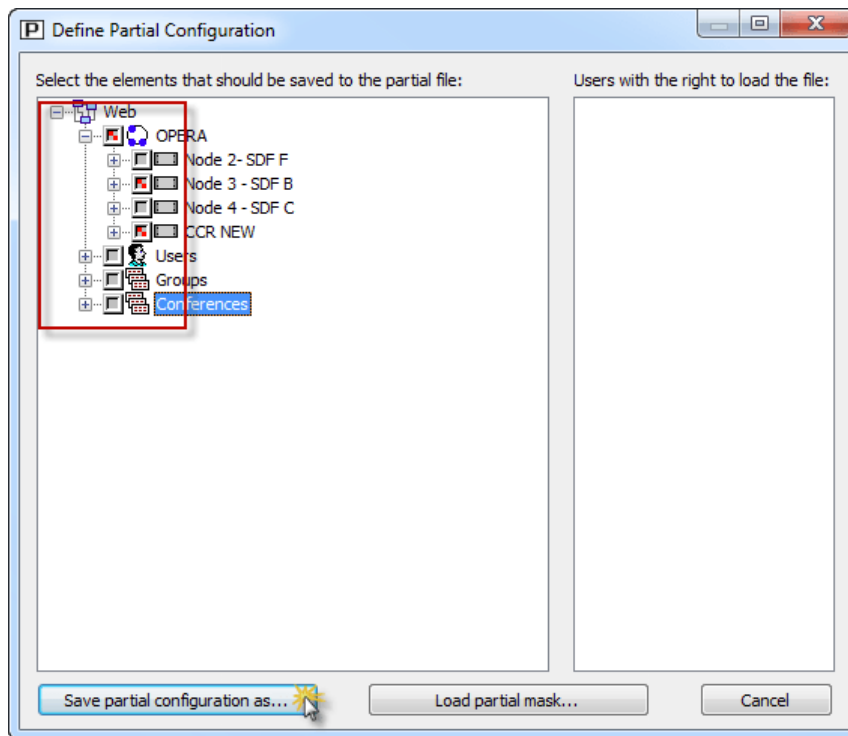 P Define Partial Configuration
Select the elements that should be saved to the partial file:
Users with the right to load the file:
Web
OPERA
Node 2- SDF F
Node 3 - SDF B
Node 4 - SDF C
CCR NEW
Users
Groups
Conferences
Save partial configuration as...
Load partial mask...
Cancel